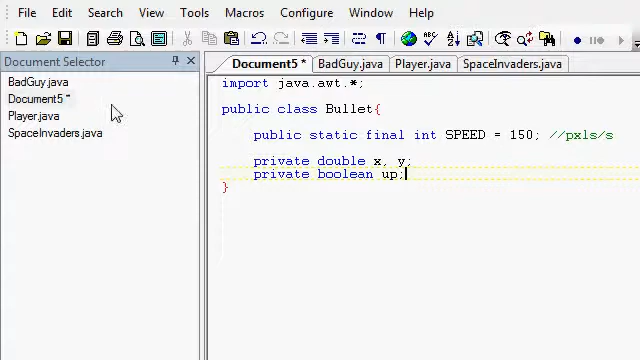 File Edit Search View Tools Macros Configure Window Help
Document Selector
BadGuy.java
Document5 *
Player.java
SpaceInvaders.java
Document5 * BadGuy.java Player.java SpaceInvaders.java
import java.awt.*;
public class Bullet{
public static final int SPEED = 150; //pxls/s
private double x, y;
private boolean up;
}